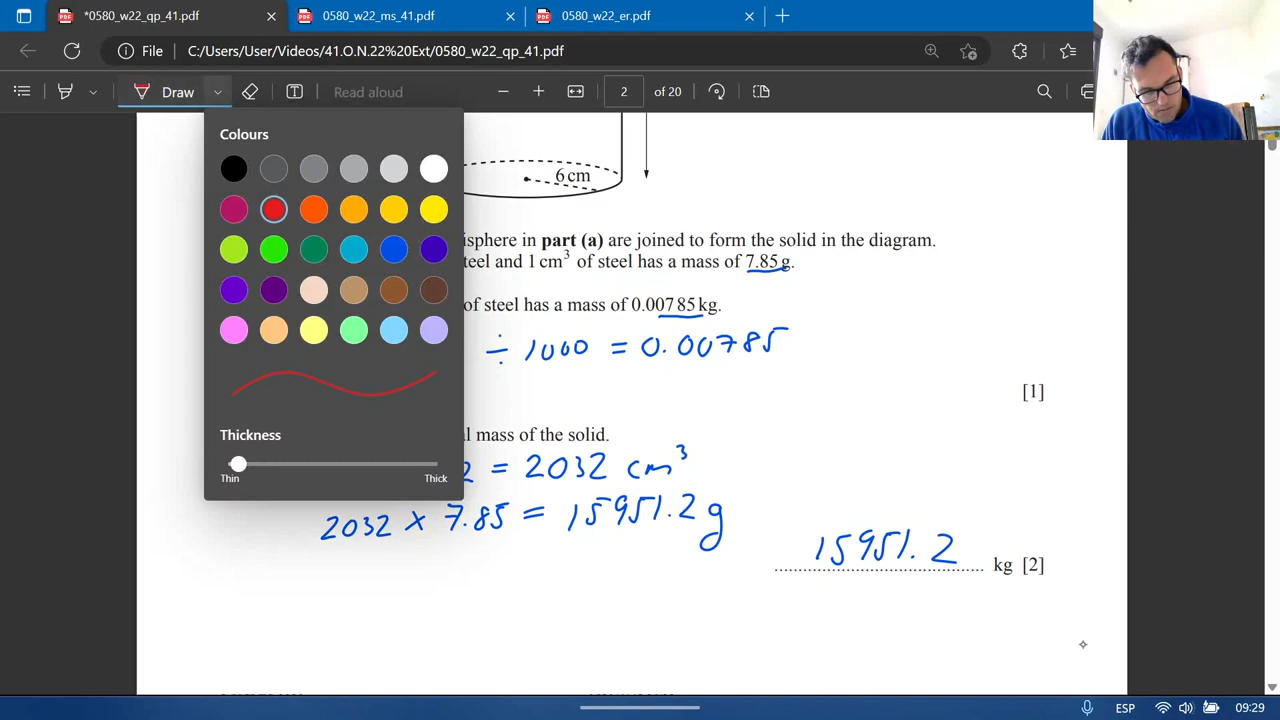 *0580_w22_qp_41.pdf
0580_w22_ms_41.pdf
0580_w22_er.pdf
File
C:/Users/User/Videos/41.O.N.22%20Ext/0580_w22_qp_41.pdf
Draw
Read aloud
2
of 20
Colours
6 cm
isphere in part (a) are joined to form the solid in the diagram.
teel and 1 cm³ of steel has a mass of 7.85 g.
of steel has a mass of 0.007 85 kg.
÷ 1000 = 0.00785
[1]
Thickness
Thin
Thick
l mass of the solid.
2 = 2032 cm³
2032 × 7.85 = 15951.2 g
15951.2
kg [2]
ESP
09:29